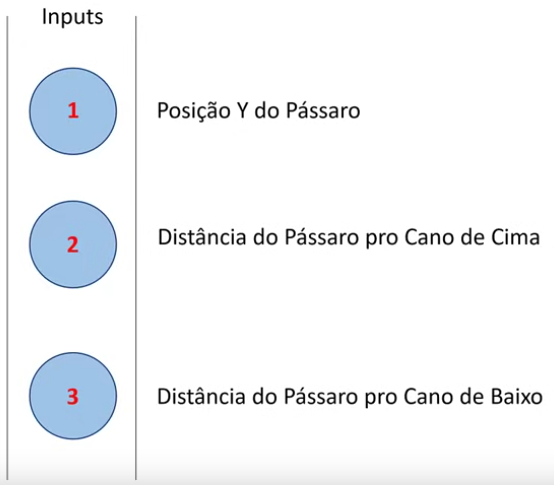 Inputs
1
Posição Y do Pássaro
2
Distância do Pássaro pro Cano de Cima
3
Distância do Pássaro pro Cano de Baixo